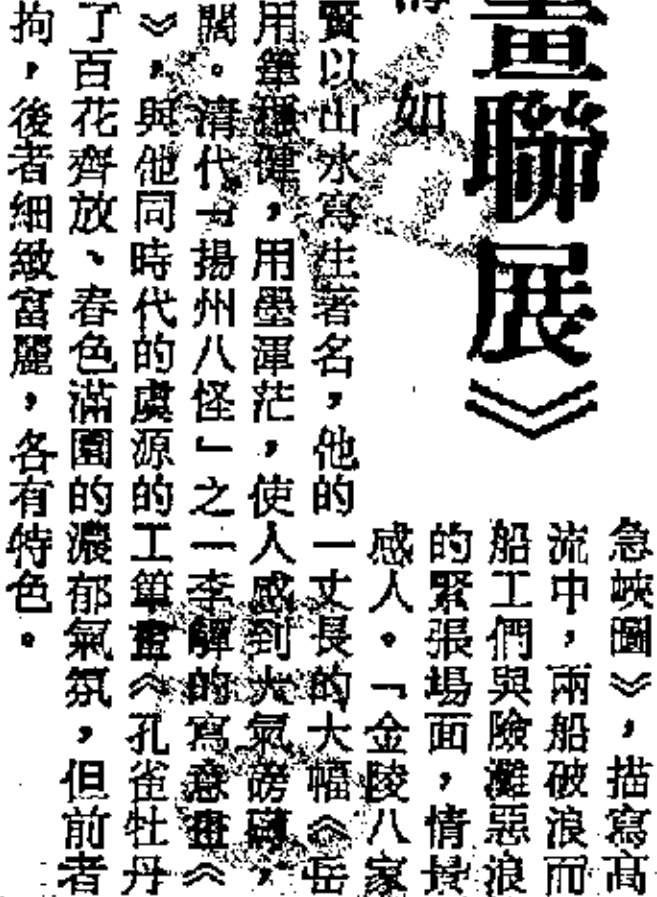 畫聯展》
如
急峽圖》，描寫高
流中，兩船破浪而
船工們與險灘惡浪
的緊張場面，情景
感人。「金陵八家
賢以山水寫生著名，他的一丈長的大幅《岳
用筆穩健，用墨渾茫，使人感到大氣磅礴，
闊。清代「揚州八怪」之一李鱓的寫意畫《
》，與他同時代的虞源的工筆畫《孔雀牡丹
了百花齊放、春色滿園的濃郁氣氛，但前者
拘，後者細緻富麗，各有特色。